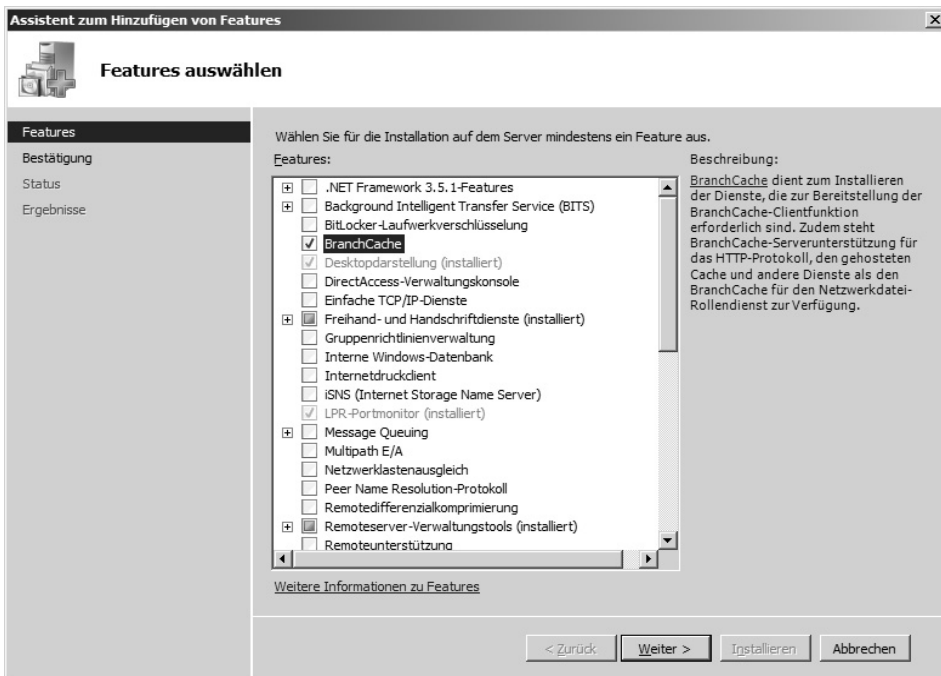 Assistent zum Hinzufügen von Features
Features auswählen
Features
Bestätigung
Status
Ergebnisse
Wählen Sie für die Installation auf dem Server mindestens ein Feature aus.
Features:
.NET Framework 3.5.1-Features
Background Intelligent Transfer Service (BITS)
BitLocker-Laufwerkverschlüsselung
BranchCache
Desktopdarstellung (installiert)
DirectAccess-Verwaltungskonsole
Einfache TCP/IP-Dienste
Freihand- und Handschriftdienste (installiert)
Gruppenrichtlinienverwaltung
Interne Windows-Datenbank
Internetdruckclient
iSNS (Internet Storage Name Server)
LPR-Portmonitor (installiert)
Message Queuing
Multipath E/A
Netzwerklastenausgleich
Peer Name Resolution-Protokoll
Remotedifferenzialkomprimierung
Remoteserver-Verwaltungstools (installiert)
Remoteunterstützung
Weitere Informationen zu Features
Beschreibung:
BranchCache dient zum Installieren
der Dienste, die zur Bereitstellung der
BranchCache-Clientfunktion
erforderlich sind. Zudem steht
BranchCache-Serverunterstützung für
das HTTP-Protokoll, den gehosteten
Cache und andere Dienste als den
BranchCache für den Netzwerkdatei-
Rollendienst zur Verfügung.
< Zurück
Weiter >
Installieren
Abbrechen